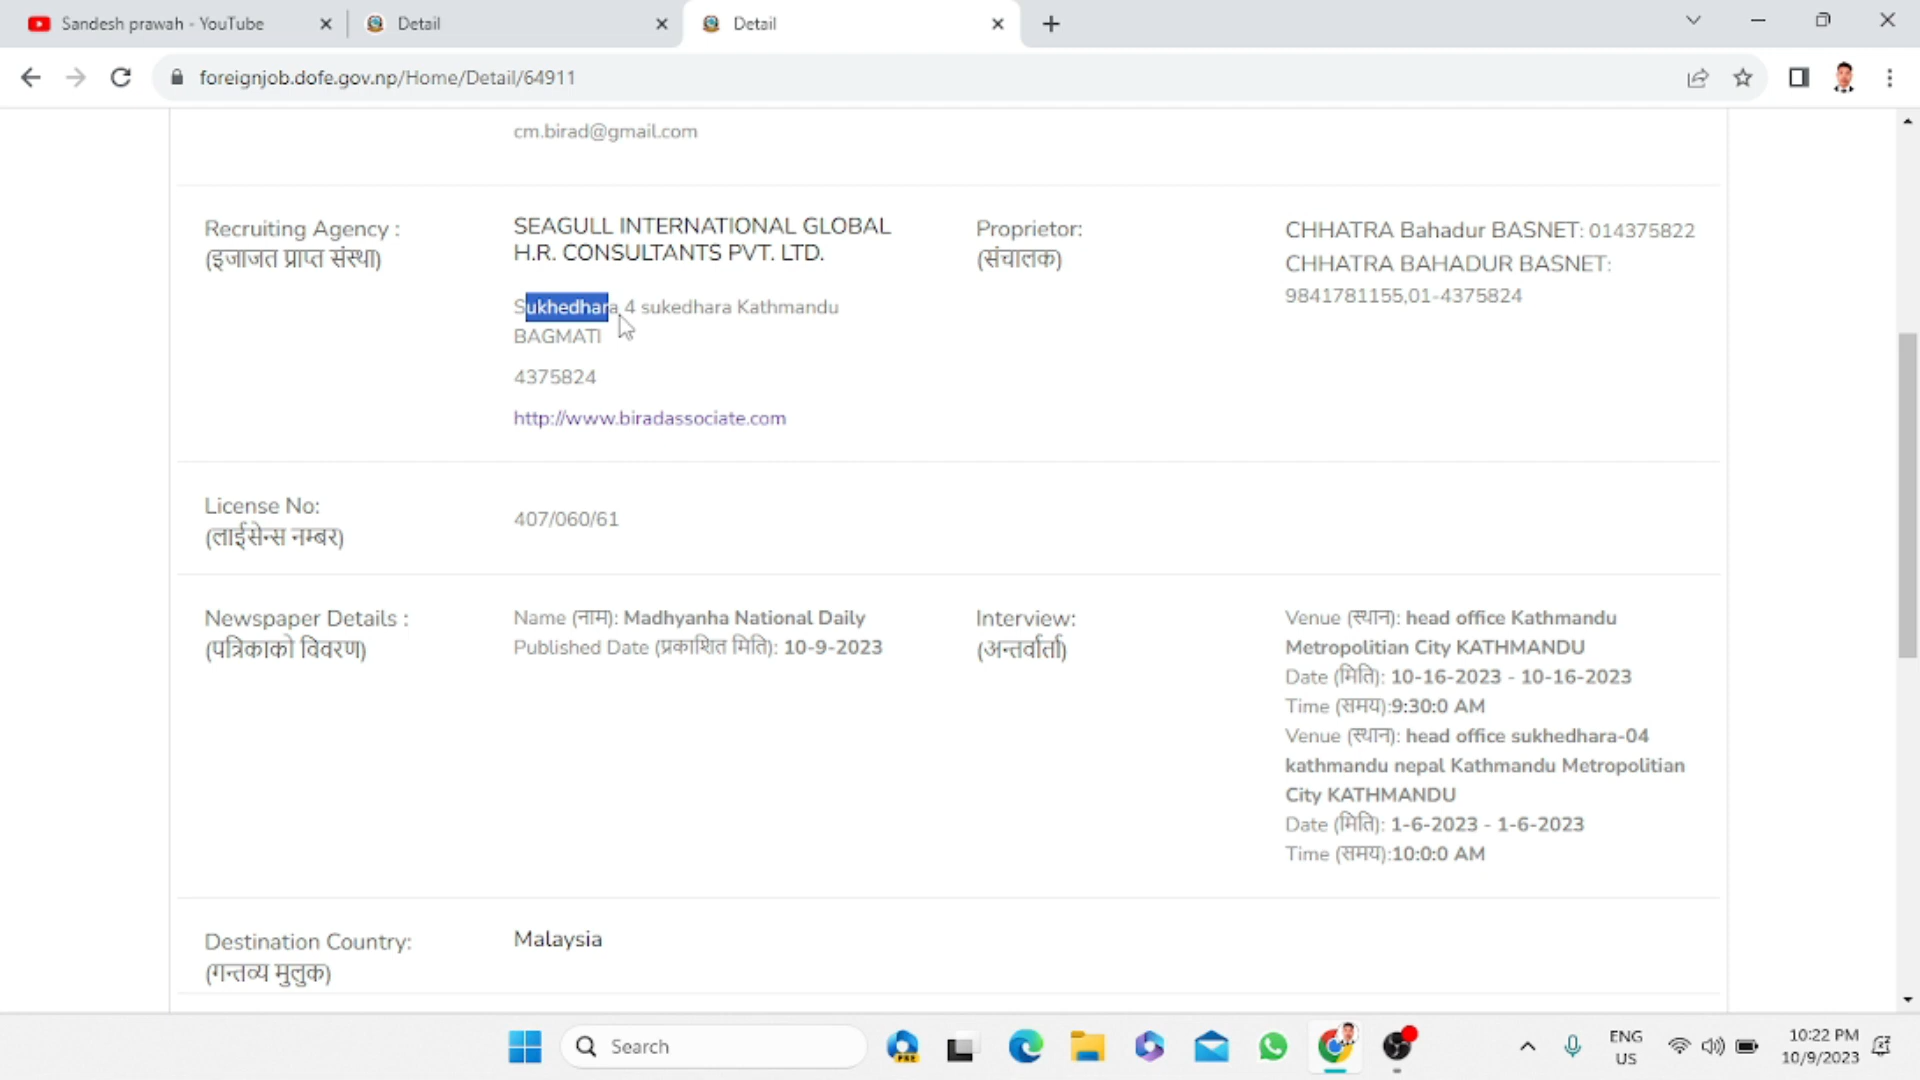 Sandesh prawah - YouTube
Detail
Detail
foreignjob.dofe.gov.np/Home/Detail/64911
cm.birad@gmail.com
Recruiting Agency :
(इजाजत प्राप्त संस्था)
SEAGULL INTERNATIONAL GLOBAL
H.R. CONSULTANTS PVT. LTD.
Sukhedhara 4 sukedhara Kathmandu
BAGMATI
4375824
http://www.biradassociate.com
Proprietor:
(संचालक)
CHHATRA Bahadur BASNET: 014375822
CHHATRA BAHADUR BASNET:
9841781155,01-4375824
License No:
(लाईसेन्स नम्बर)
407/060/61
Newspaper Details :
(पत्रिकाको विवरण)
Name (नाम): Madhyanha National Daily
Published Date (प्रकाशित मिति): 10-9-2023
Interview:
(अन्तर्वार्ता)
Venue (स्थान): head office Kathmandu
Metropolitian City KATHMANDU
Date (मिति): 10-16-2023 - 10-16-2023
Time (समय):9:30:0 AM
Venue (स्थान): head office sukhedhara-04
kathmandu nepal Kathmandu Metropolitian
City KATHMANDU
Date (मिति): 1-6-2023 - 1-6-2023
Time (समय):10:0:0 AM
Destination Country:
(गन्तव्य मुलुक)
Malaysia
Search
PRE
ENG
US
10:22 PM
10/9/2023